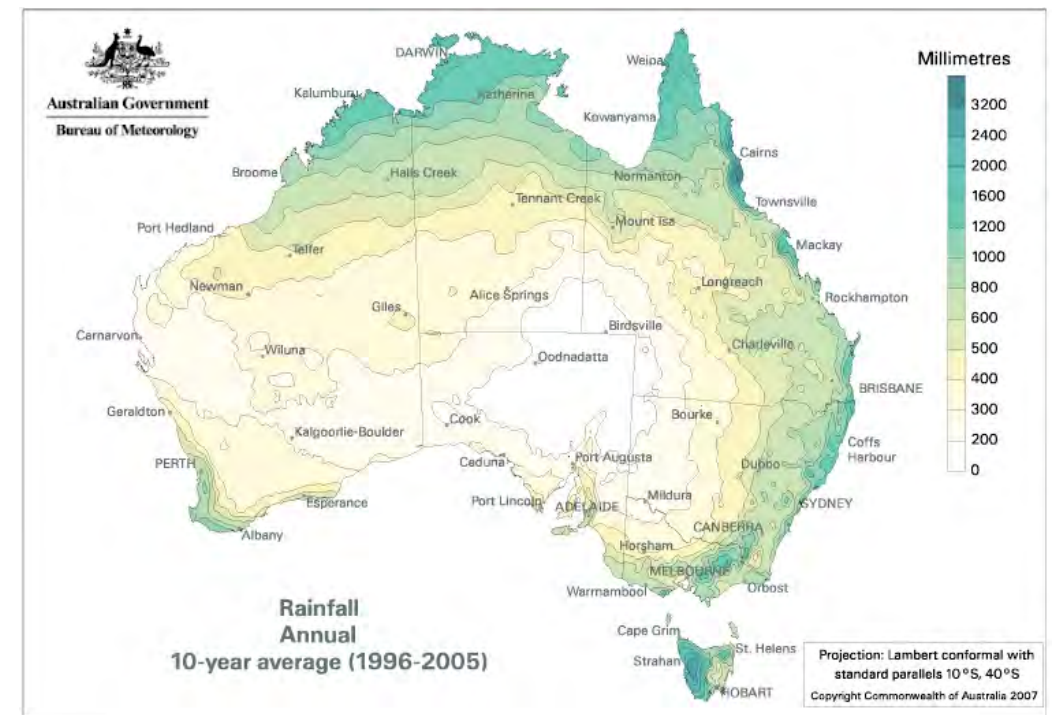 Australian Government
Bureau of Meteorology
Millimetres
3200
2400
2000
1600
1200
1000
800
600
500
400
300
200
0
DARWIN
Weipa
Kalumburu
Katherine
Kowanyama
Cairns
Broome
Halls Creek
Normanton
Tennant Creek
Townsville
Port Hedland
Mount Isa
Telfer
Mackay
Newman
Longreach
Giles
Alice Springs
Rockhampton
Carnarvon
Birdsville
Wiluna
Oodnadatta
Charleville
BRISBANE
Geraldton
Cook
Bourke
Kalgoorlie-Boulder
Coffs
Harbour
PERTH
Ceduna
Port Augusta
Dubbo
Esperance
Port Lincoln
ADELAIDE
Mildura
SYDNEY
Albany
CANBERRA
Horsham
MELBOURNE
Warrnambool
Orbost
Rainfall
Annual
10-year average (1996-2005)
Cape Grim
St. Helens
Strahan
HOBART
Projection: Lambert conformal with
standard parallels 10°S, 40°S
Copyright Commonwealth of Australia 2007